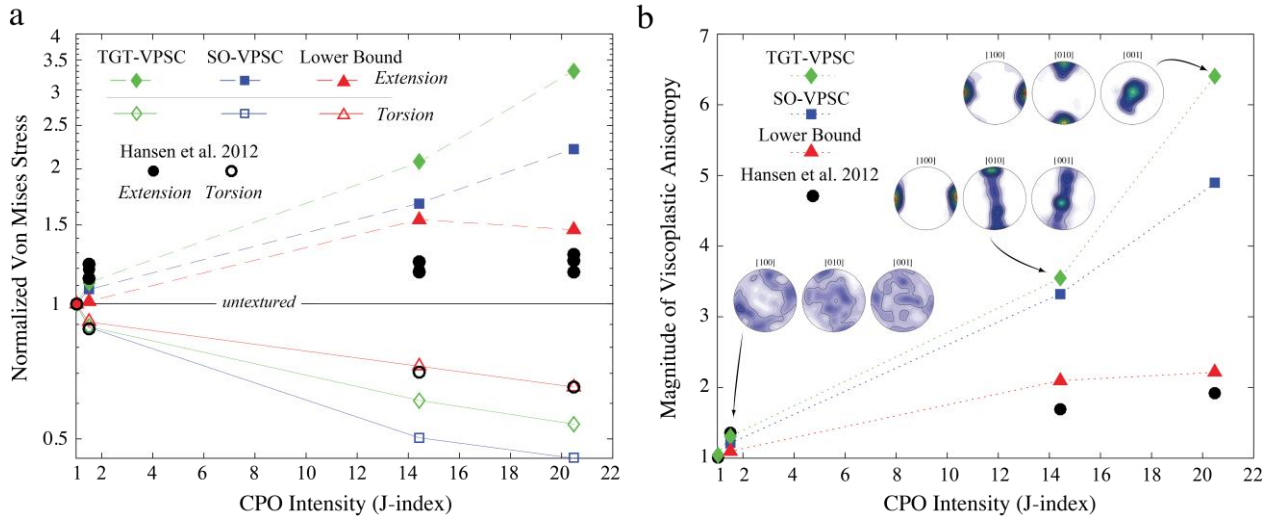 a
TGT-VPSC SO-VPSC Lower Bound
Extension
Torsion
Hansen et al. 2012
Extension Torsion
untextured
Normalized Von Mises Stress
4
3.5
3
2.5
2
1.5
1
0.5
1 2 4 6 8 10 12 14 16 18 20 22
CPO Intensity (J-index)
b
TGT-VPSC
SO-VPSC
Lower Bound
Hansen et al. 2012
[100] [010] [001]
[100] [010] [001]
[100] [010] [001]
Magnitude of Viscoplastic Anisotropy
7
6
5
4
3
2
1
1 2 4 6 8 10 12 14 16 18 20 22
CPO Intensity (J-index)